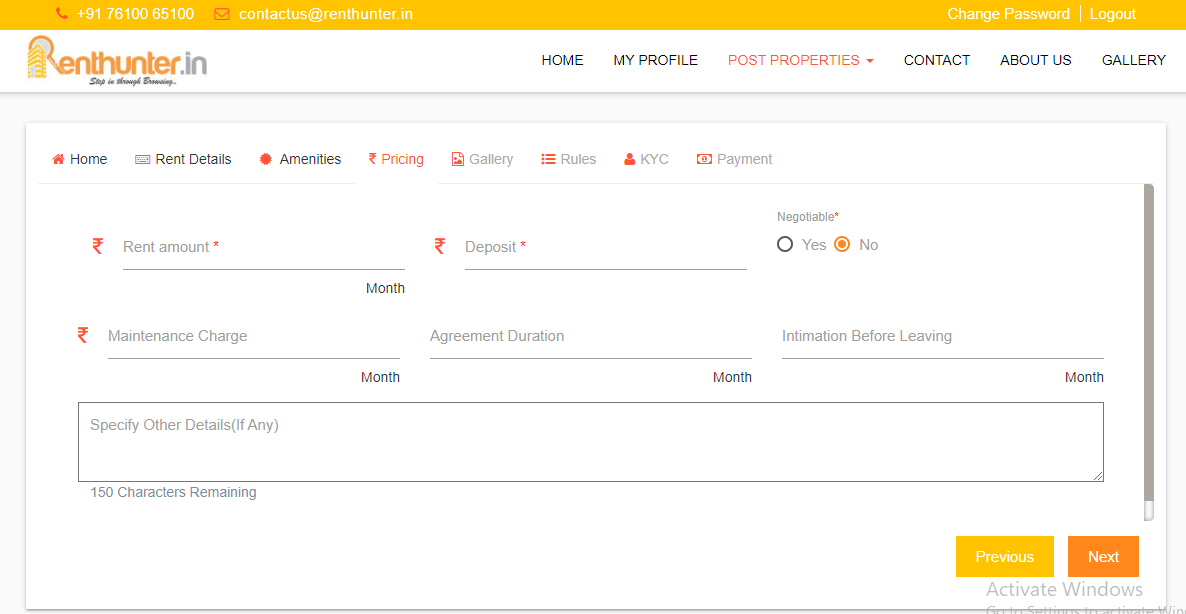 +91 76100 65100 contactus@renthunter.in Change Password Logout
Renthunter.in
Step in through Browsing..
HOME MY PROFILE POST PROPERTIES CONTACT ABOUT US GALLERY
Home Rent Details Amenities ₹ Pricing Gallery Rules KYC Payment
Negotiable*
₹ Rent amount * ₹ Deposit * Yes No
Month
₹ Maintenance Charge Agreement Duration Intimation Before Leaving
Month Month Month
Specify Other Details(If Any)
150 Characters Remaining
Previous Next
Activate Windows
Go to Settings to activate Win